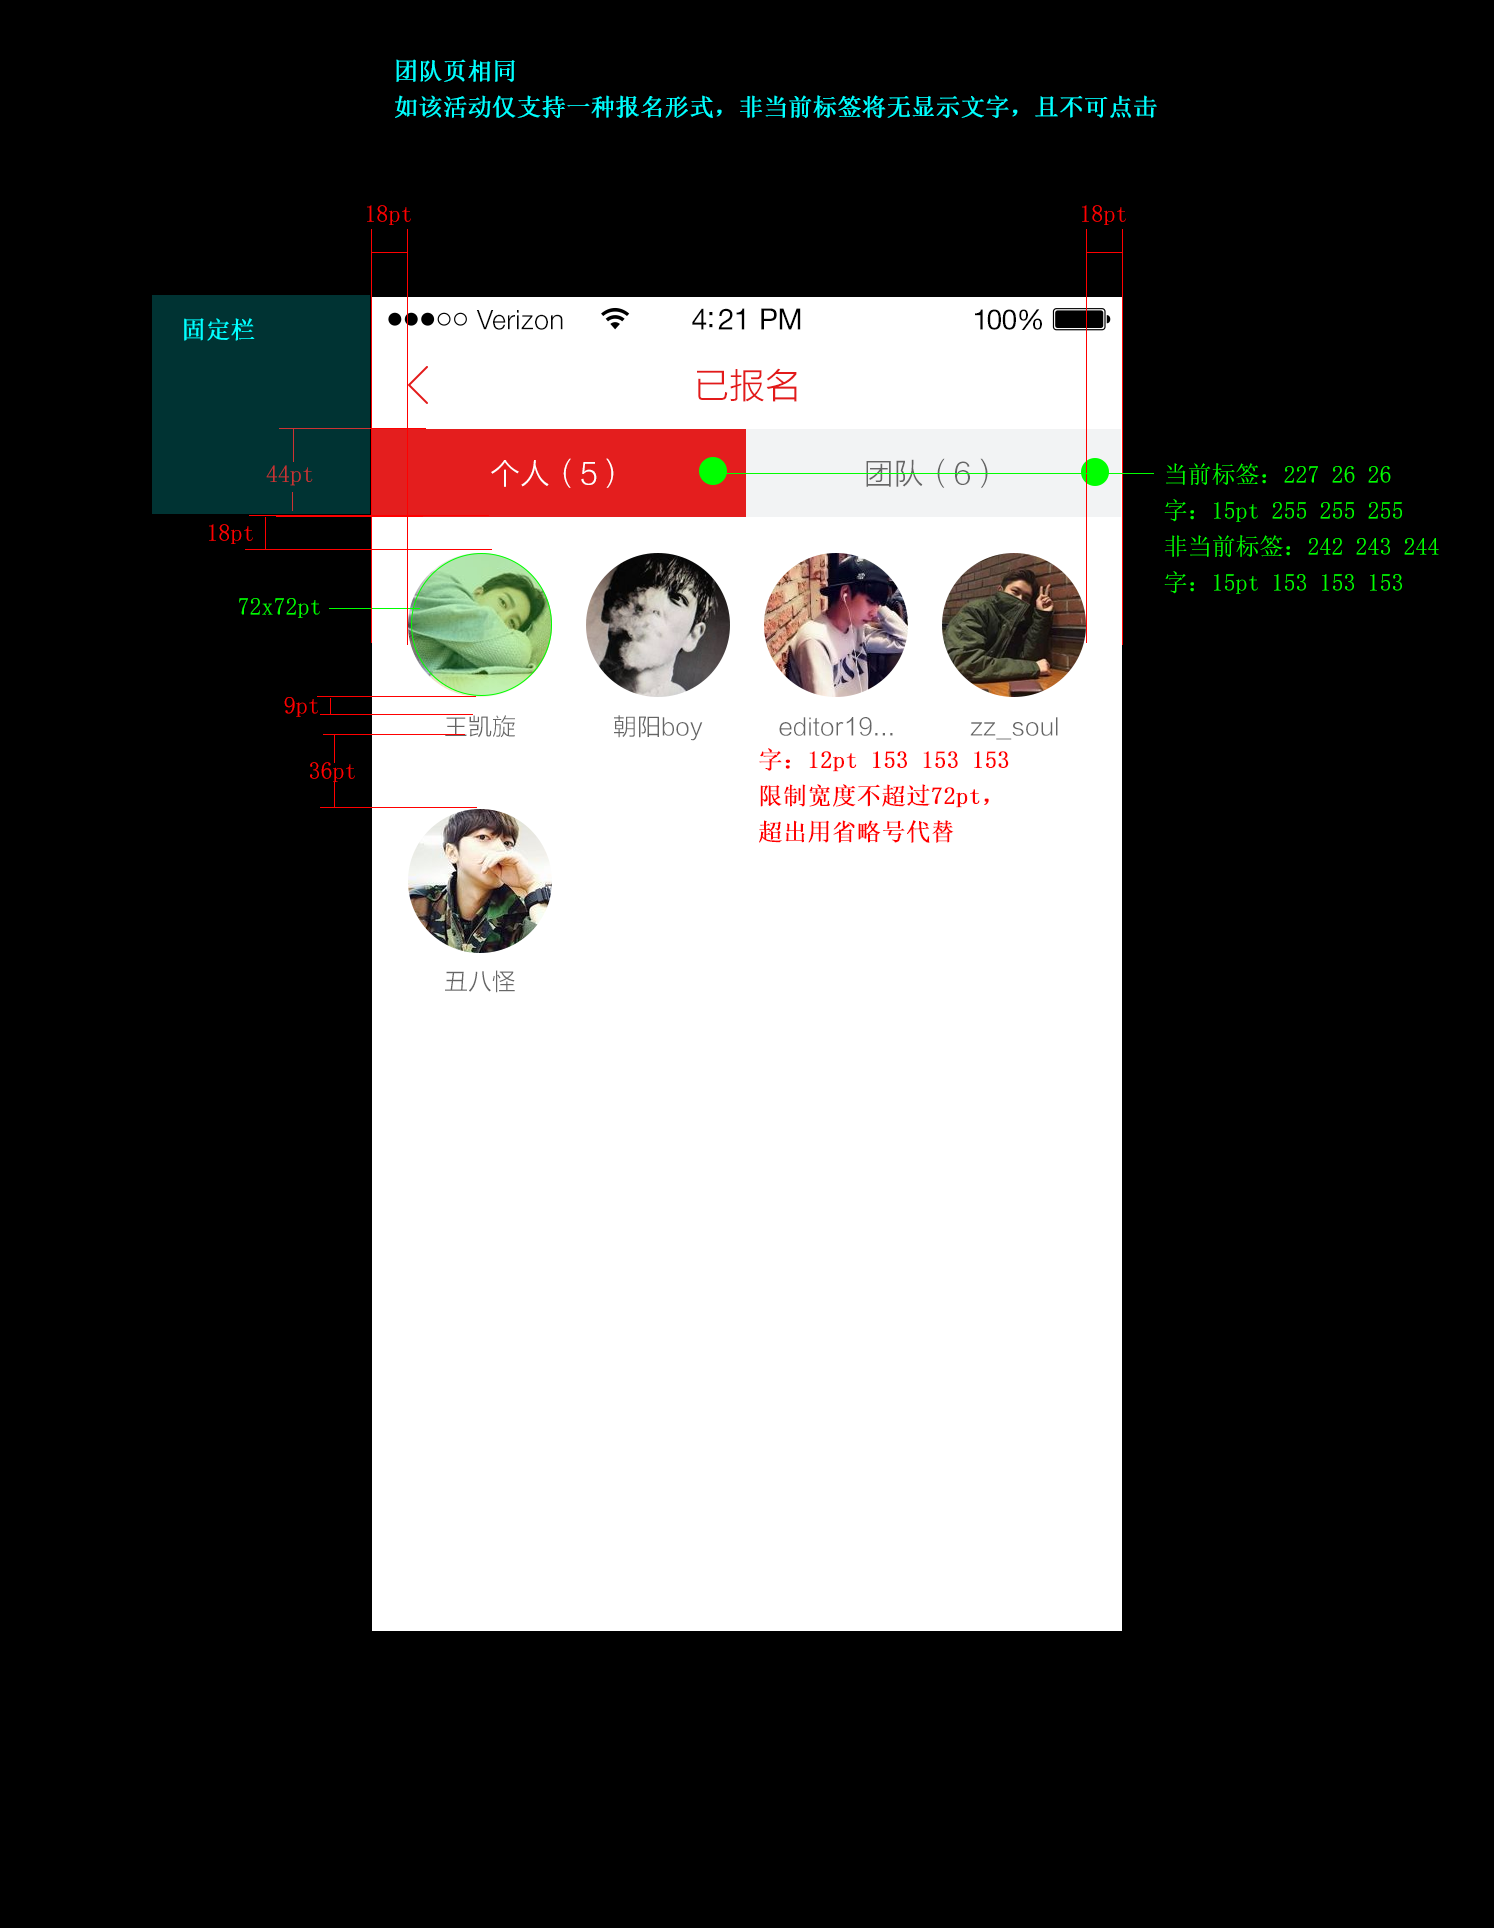 团队页相同
如该活动仅支持一种报名形式，非当前标签将无显示文字，且不可点击
18pt
18pt
固定栏
Verizon
4:21 PM
100%
已报名
44pt
个人（5）
团队（6）
当前标签：227 26 26
字：15pt 255 255 255
非当前标签：242 243 244
字：15pt 153 153 153
18pt
72x72pt
9pt
王凯旋
朝阳boy
editor19...
zz_soul
36pt
字：12pt 153 153 153
限制宽度不超过72pt，
超出用省略号代替
丑八怪